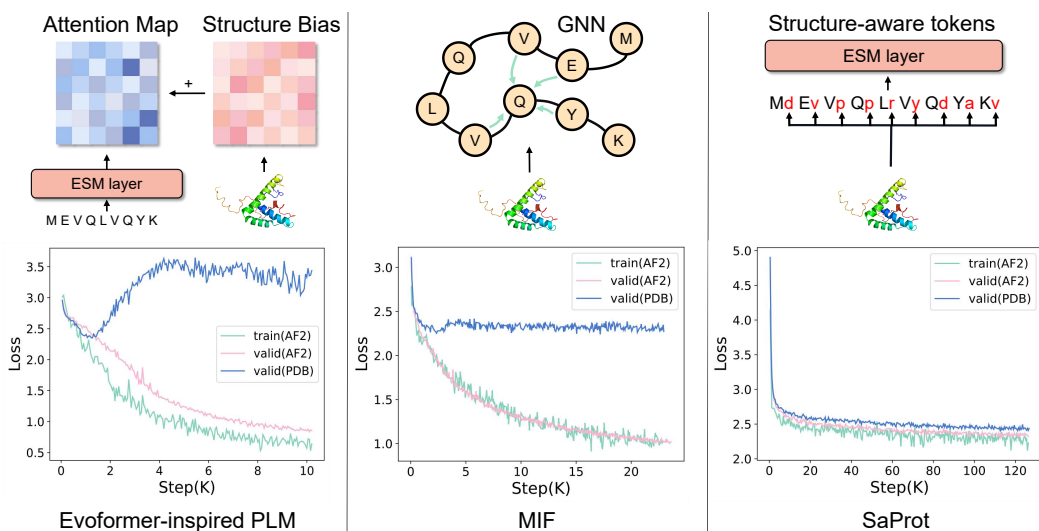 Attention Map
Structure Bias
+
ESM layer
M E V Q L V Q Y K
3.5
3.0
2.5
2.0
1.5
1.0
0.5
Loss
0
2
4
6
8
10
Step(K)
train(AF2)
valid(AF2)
valid(PDB)
Evoformer-inspired PLM
GNN
M
V
E
Q
Q
L
Y
V
K
3.0
2.5
2.0
1.5
1.0
Loss
0
5
10
15
20
Step(K)
train(AF2)
valid(AF2)
valid(PDB)
MIF
Structure-aware tokens
ESM layer
Md Ev Vp Qp Lr Vy Qd Ya Kv
5.0
4.5
4.0
3.5
3.0
2.5
2.0
Loss
0
20
40
60
80
100
120
Step(K)
train(AF2)
valid(AF2)
valid(PDB)
SaProt